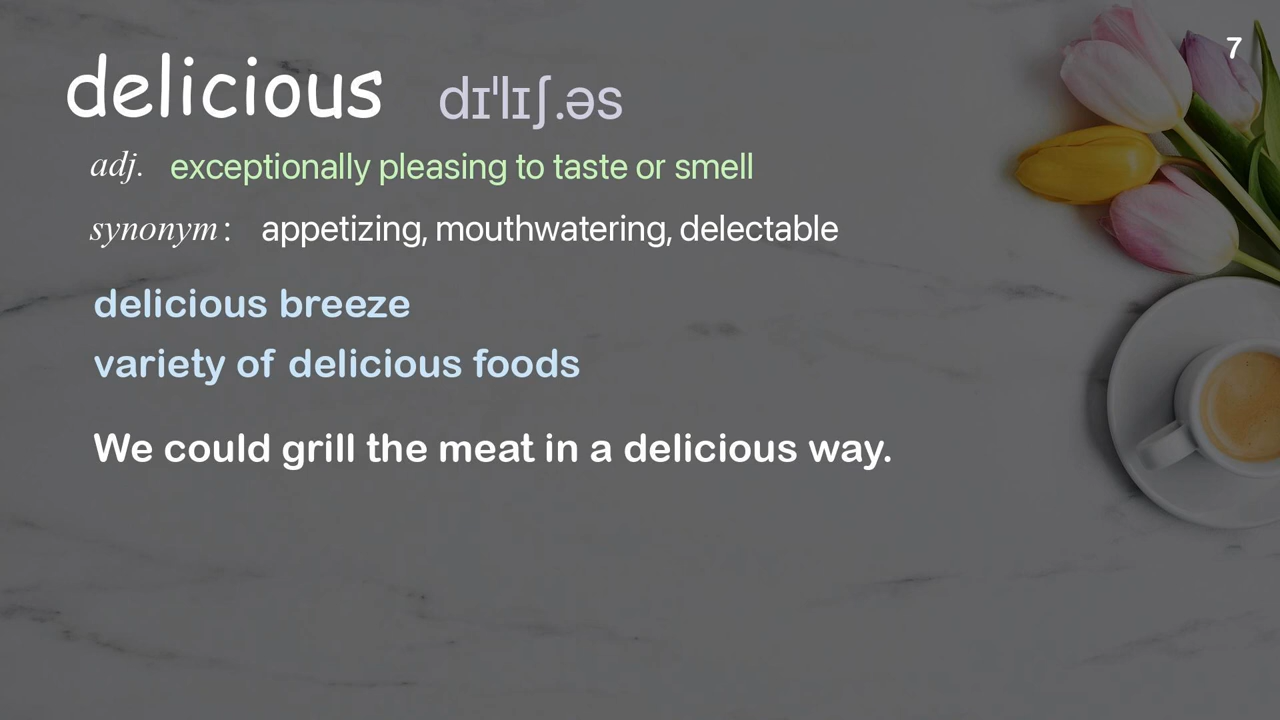 7
delicious dɪˈlɪʃ.əs
adj. exceptionally pleasing to taste or smell
synonym : appetizing, mouthwatering, delectable
delicious breeze
variety of delicious foods
We could grill the meat in a delicious way.